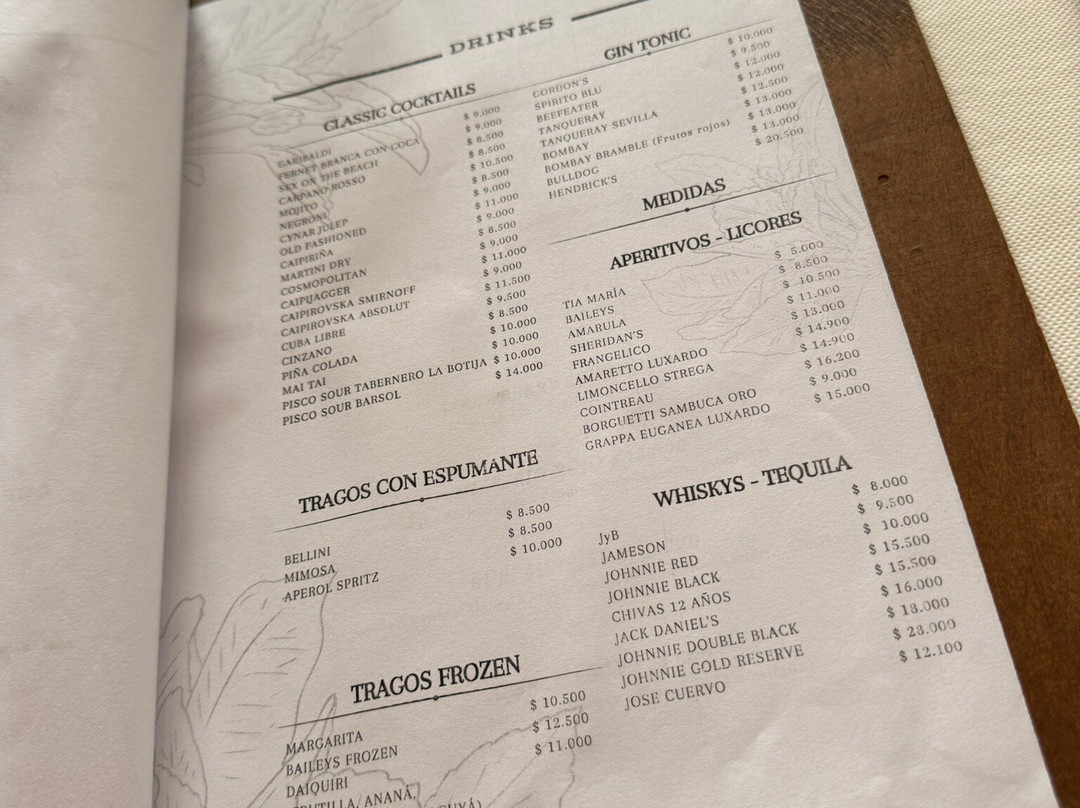 DRINKS
CLASSIC COCKTAILS
GARIBALDI $ 9.000
FERNET BRANCA CON COCA $ 9.000
SEX ON THE BEACH $ 8.500
CARPANO ROSSO $ 8.500
MOJITO $ 10.500
NEGRONI $ 8.500
CYNAR JULEP $ 9.000
OLD FASHIONED $ 11.000
CAIPIRIÑA $ 9.000
MARTINI DRY $ 8.500
COSMOPOLITAN $ 9.000
CAIPIJAGGER $ 11.000
CAIPIROVSKA SMIRNOFF $ 9.000
CAIPIROVSKA ABSOLUT $ 11.500
CUBA LIBRE $ 9.500
CINZANO $ 8.500
PIÑA COLADA $ 10.000
MAI TAI $ 10.000
PISCO SOUR TABERNERO LA BOTIJA $ 10.000
PISCO SOUR BARSOL $ 14.000
TRAGOS CON ESPUMANTE
BELLINI $ 8.500
MIMOSA $ 8.500
APEROL SPRITZ $ 10.000
TRAGOS FROZEN
MARGARITA $ 10.500
BAILEYS FROZEN $ 12.500
DAIQUIRI $ 11.000
ANANÁ,
GIN TONIC
GORDON'S $ 10.000
SPIRITO BLU $ 9.500
BEEFEATER $ 12.000
TANQUERAY $ 12.000
TANQUERAY SEVILLA $ 12.500
BOMBAY $ 13.000
BOMBAY BRAMBLE (Frutos rojos) $ 13.000
BULLDOG $ 13.000
HENDRICK'S $ 20.500
MEDIDAS
APERITIVOS - LICORES
TIA MARÍA $ 5.000
BAILEYS $ 8.500
AMARULA $ 10.500
SHERIDAN'S $ 11.000
FRANGELICO $ 13.000
AMARETTO LUXARDO $ 14.900
LIMONCELLO STREGA $ 14.900
COINTREAU $ 16.200
BORGUETTI SAMBUCA ORO $ 9.000
GRAPPA EUGANEA LUXARDO $ 15.000
WHISKYS - TEQUILA
JyB $ 8.000
JAMESON $ 9.500
JOHNNIE RED $ 10.000
JOHNNIE BLACK $ 15.500
CHIVAS 12 AÑOS $ 15.500
JACK DANIEL'S $ 16.000
JOHNNIE DOUBLE BLACK $ 18.000
JOHNNIE GOLD RESERVE $ 28.000
JOSE CUERVO $ 12.100